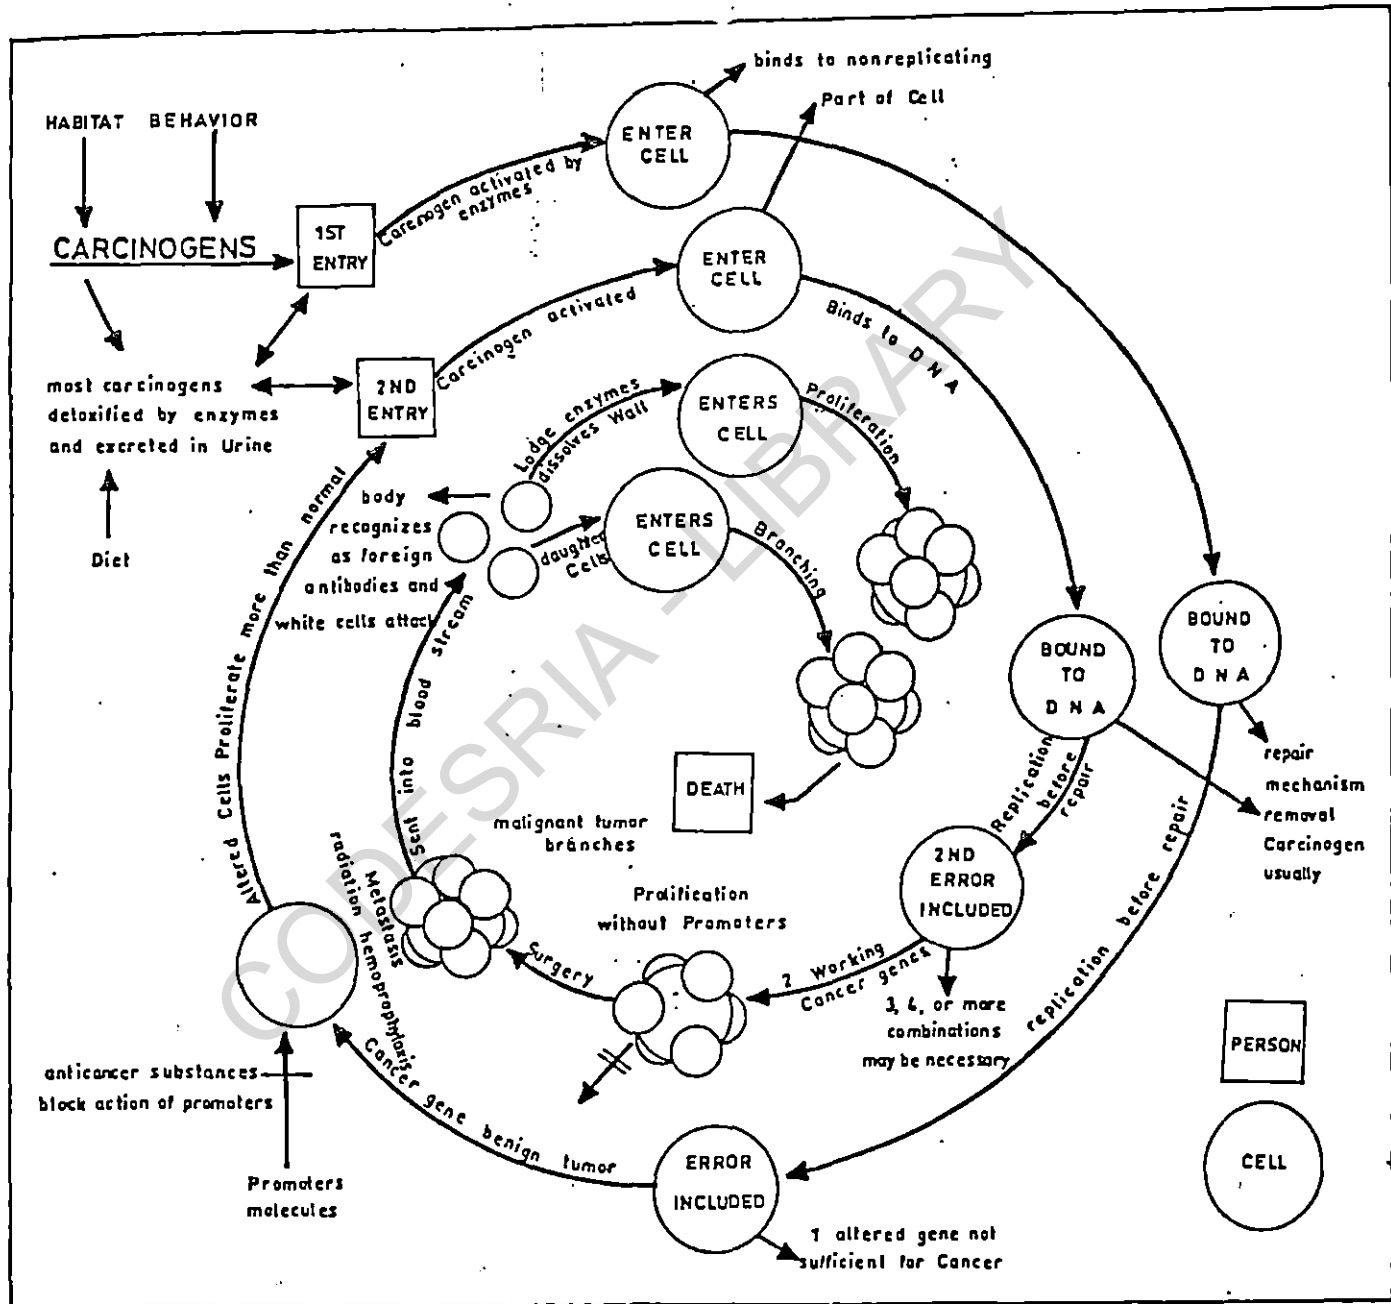 binds to nonreplicating
Part of Cell
HABITAT BEHAVIOR
ENTER
CELL
CARCINOGENS
1ST
ENTRY
Carcnogen activated by
enzymes
ENTER
CELL
Carcinogen activated
Binds to DNA
most carcinogens
detoxified by enzymes
and excreted in Urine
2ND
ENTRY
Diet
Lodge enzymes
dissolves Wall
ENTERS
CELL
Proliferation
body
recognizes
as foreign
antibodies and
white cells attack
daughter
Cells
ENTERS
CELL
Branching
BOUND
TO
DNA
BOUND
TO
DNA
repair
mechanism
removal
Carcinogen
usually
Replication
before
repair
replication before repair
Altered Cells Proliferate more than normal
Sent into blood stream
DEATH
malignant tumor
branches
2ND
ERROR
INCLUDED
Prolification
without Promoters
Metastasis
radiation hemoprophylaxis
Surgery
2 Working
Cancer genes
3, 4, or more
combinations
may be necessary
PERSON
CELL
anticancer substances
block action of promoters
Promoters
molecules
Cancer gene benign tumor
ERROR
INCLUDED
1 altered gene not
sufficient for Cancer
CODESRIA - LIBRARY